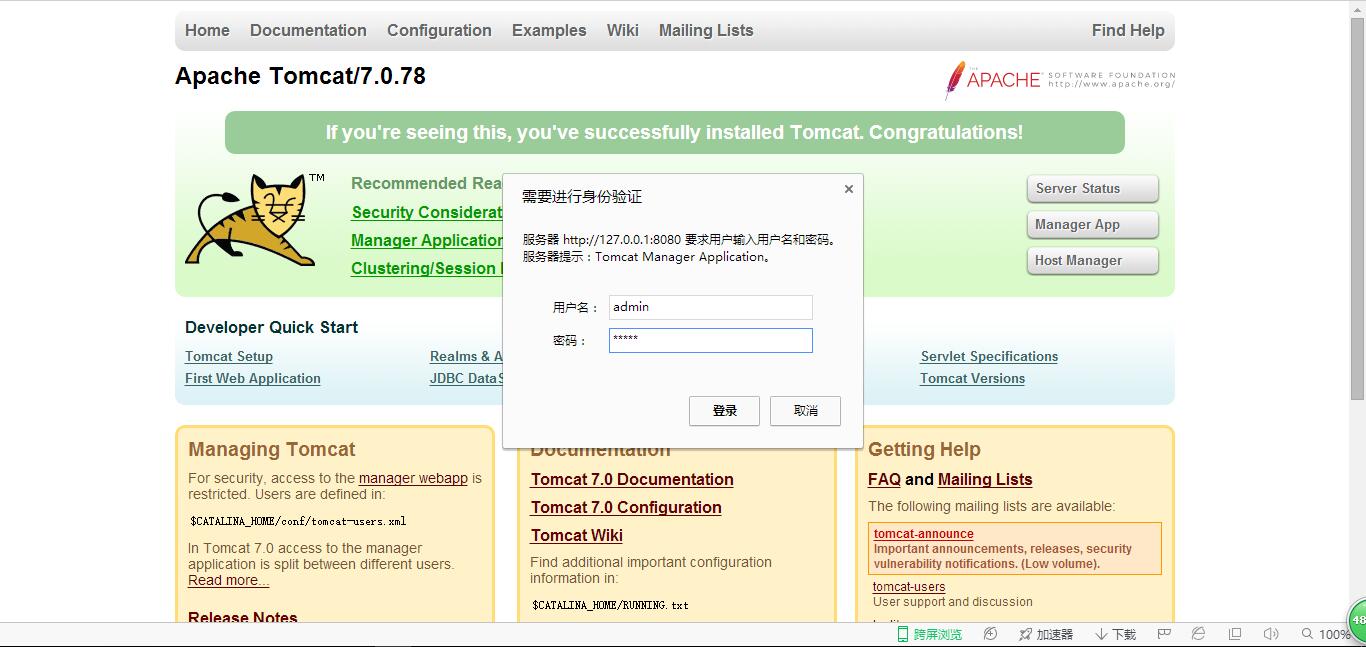 Home Documentation Configuration Examples Wiki Mailing Lists Find Help
Apache Tomcat/7.0.78
THE
APACHE SOFTWARE FOUNDATION
http://www.apache.org/
If you're seeing this, you've successfully installed Tomcat. Congratulations!
TM
Recommended Rea
Security Considerat
Manager Application
Clustering/Session
Server Status
Manager App
Host Manager
需要进行身份验证
×
服务器 http://127.0.0.1:8080 要求用户输入用户名和密码。
服务器提示：Tomcat Manager Application。
用户名： admin
密码： *****
登录 取消
Developer Quick Start
Tomcat Setup
First Web Application
Realms & A
JDBC DataS
Servlet Specifications
Tomcat Versions
Managing Tomcat
For security, access to the manager webapp is
restricted. Users are defined in:
$CATALINA_HOME/conf/tomcat-users.xml
In Tomcat 7.0 access to the manager
application is split between different users.
Read more...
Release Notes
Documentation
Tomcat 7.0 Documentation
Tomcat 7.0 Configuration
Tomcat Wiki
Find additional important configuration
information in:
$CATALINA_HOME/RUNNING.txt
Getting Help
FAQ and Mailing Lists
The following mailing lists are available:
tomcat-announce
Important announcements, releases, security
vulnerability notifications. (Low volume).
tomcat-users
User support and discussion
跨屏浏览 加速器 下载 100%
48